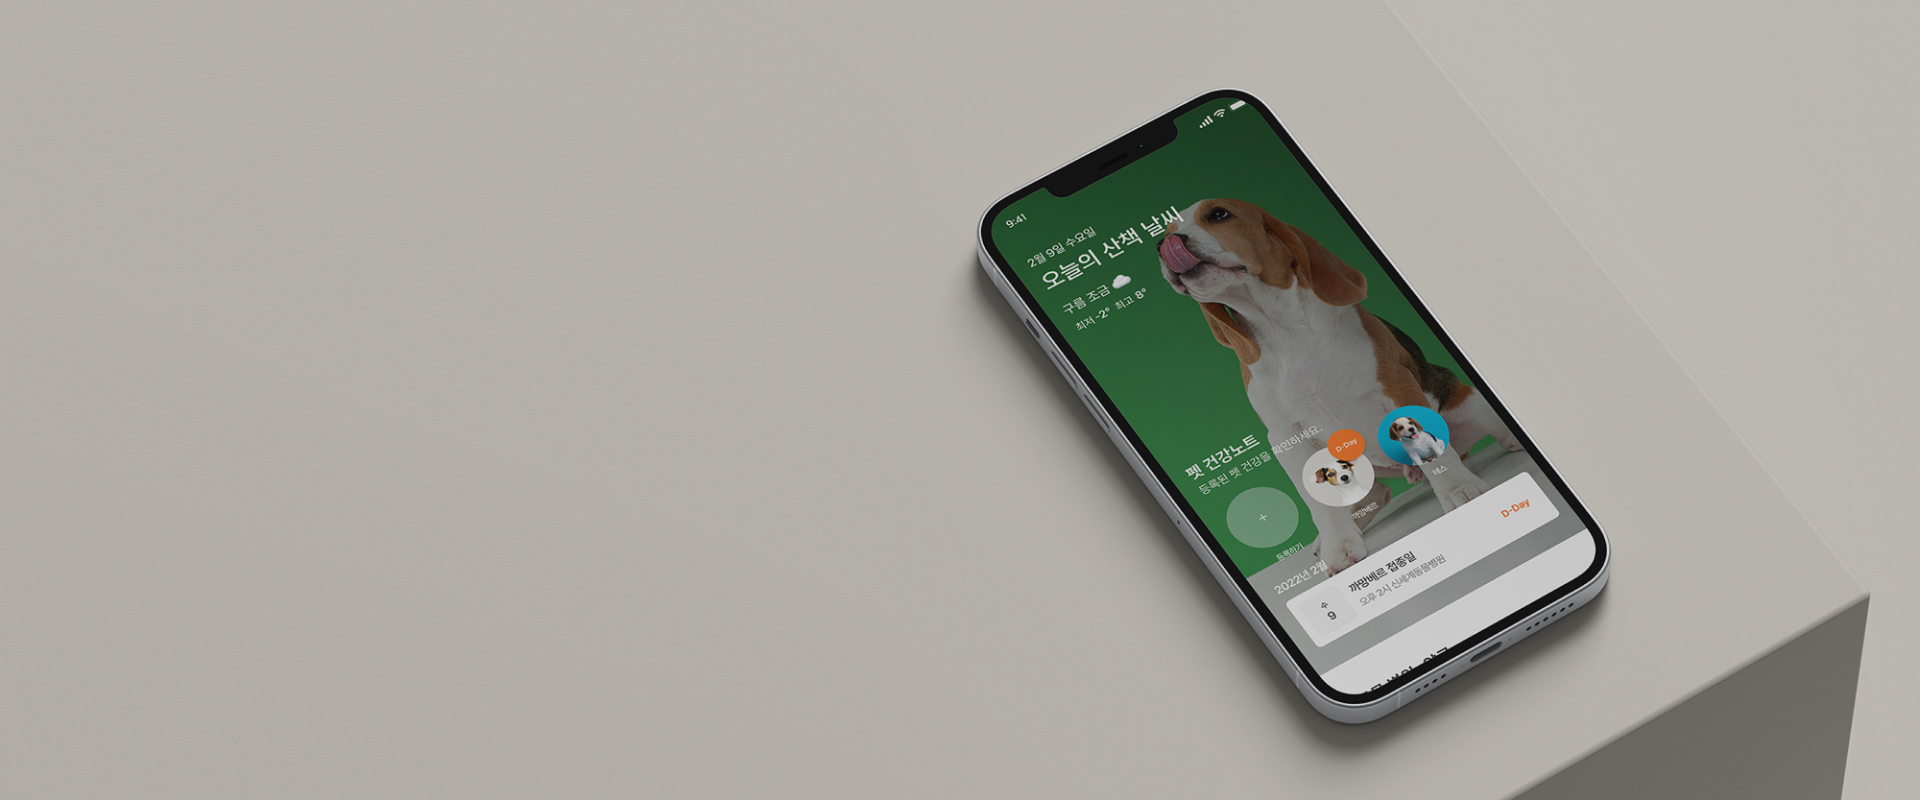 9:41
2월 9일 수요일
오늘의 산책 날씨
구름 조금
최저 -2° 최고 8°
펫 건강노트
등록된 펫 건강을 확인하세요.
+
등록하기
D-Day
까망베르
테스
2022년 2월
수
9
까망베르 접종일
오후 2시 신세계동물병원
D-Day